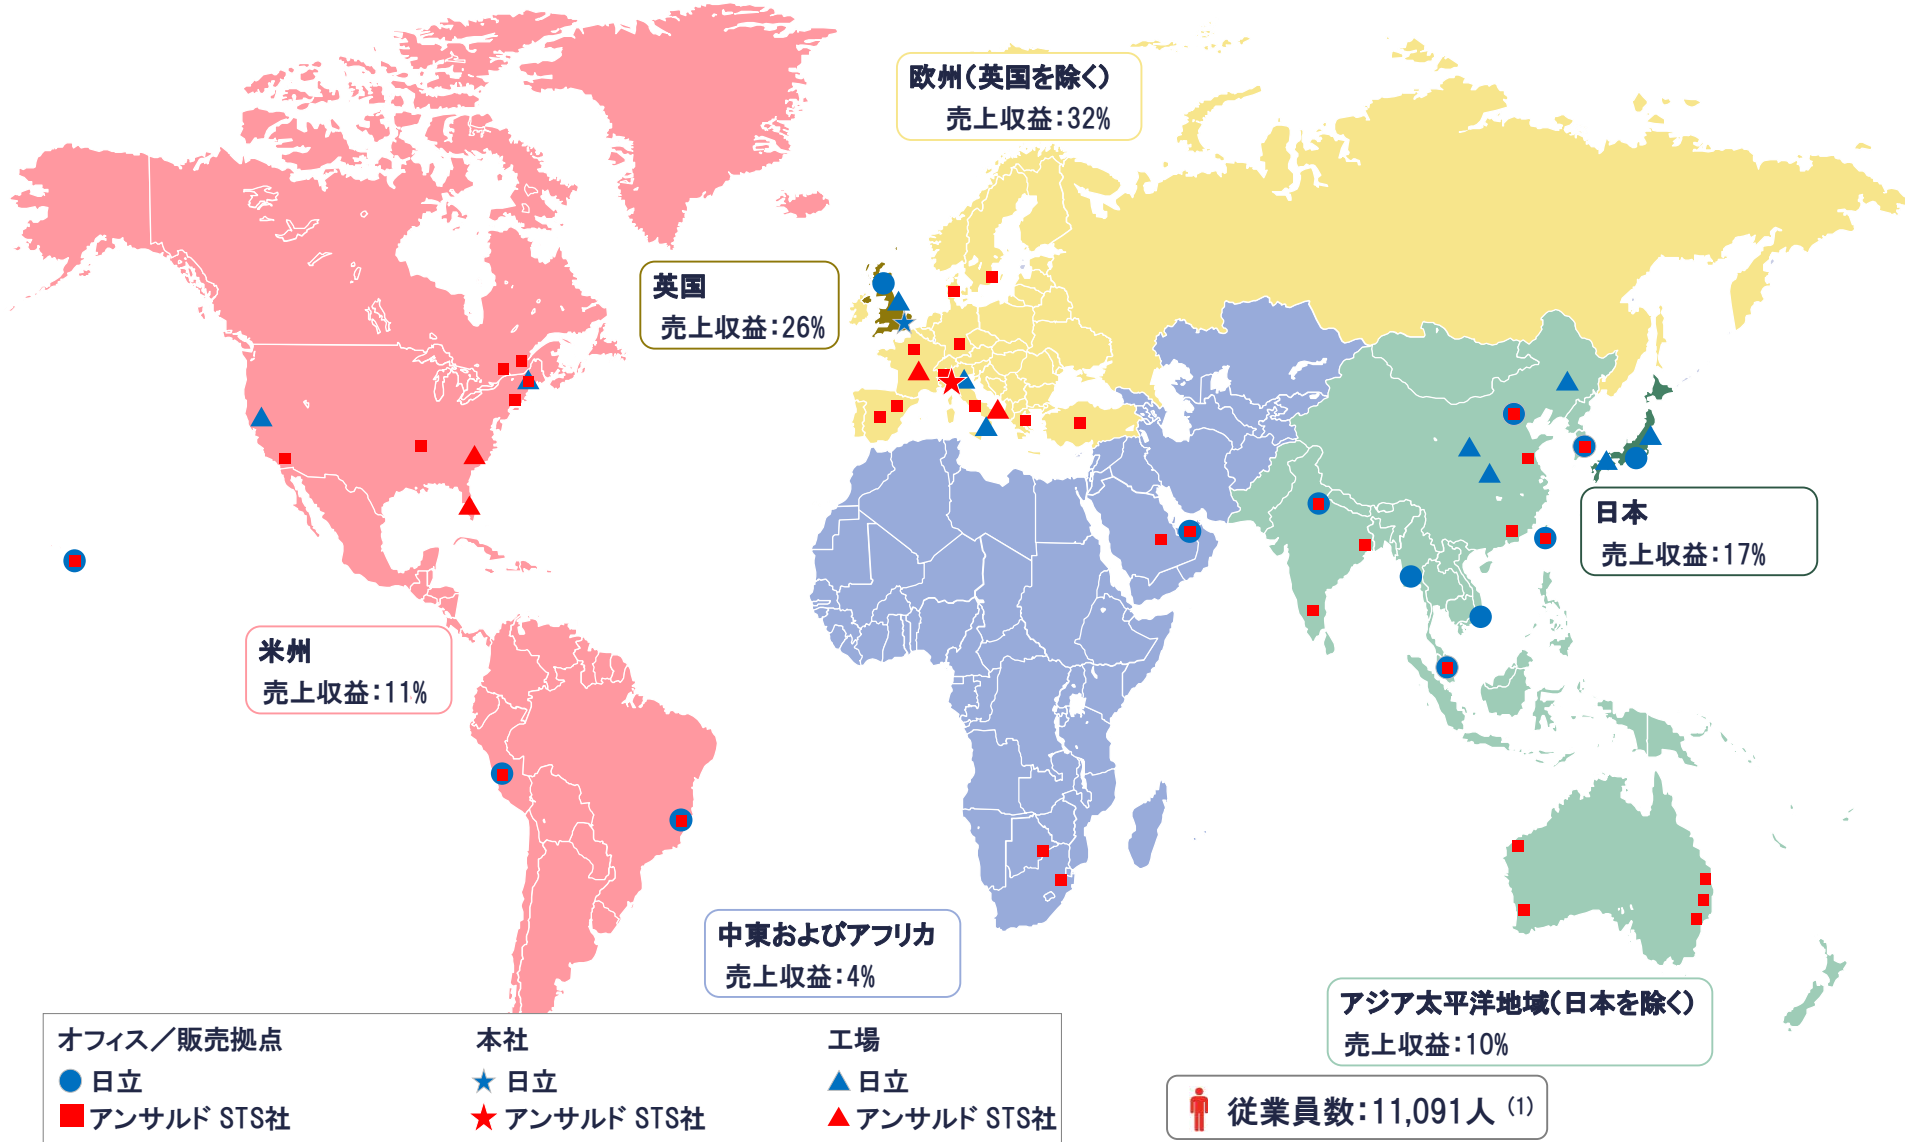 欧州(英国を除く)
売上収益:32%
英国
売上収益:26%
日本
売上収益:17%
米州
売上収益:11%
中東およびアフリカ
売上収益:4%
アジア太平洋地域(日本を除く)
売上収益:10%
オフィス/販売拠点
日立
アンサルド STS社
本社
日立
アンサルド STS社
工場
日立
アンサルド STS社
従業員数:11,091人 (1)